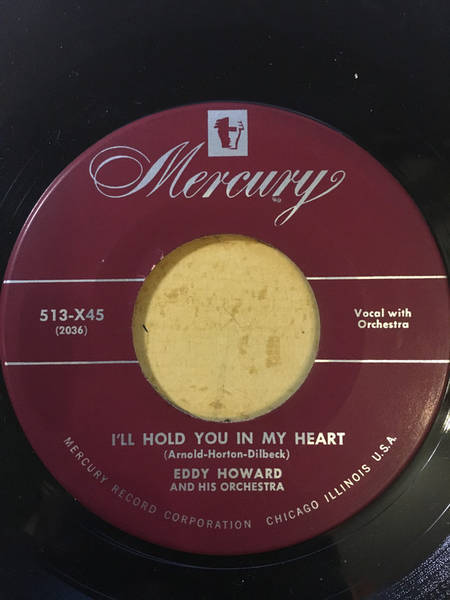 Mercury
513-X45
(2036)
Vocal with
Orchestra
I'LL HOLD YOU IN MY HEART
(Arnold-Horton-Dilbeck)
EDDY HOWARD
AND HIS ORCHESTRA
MERCURY RECORD CORPORATION CHICAGO ILLINOIS U.S.A.